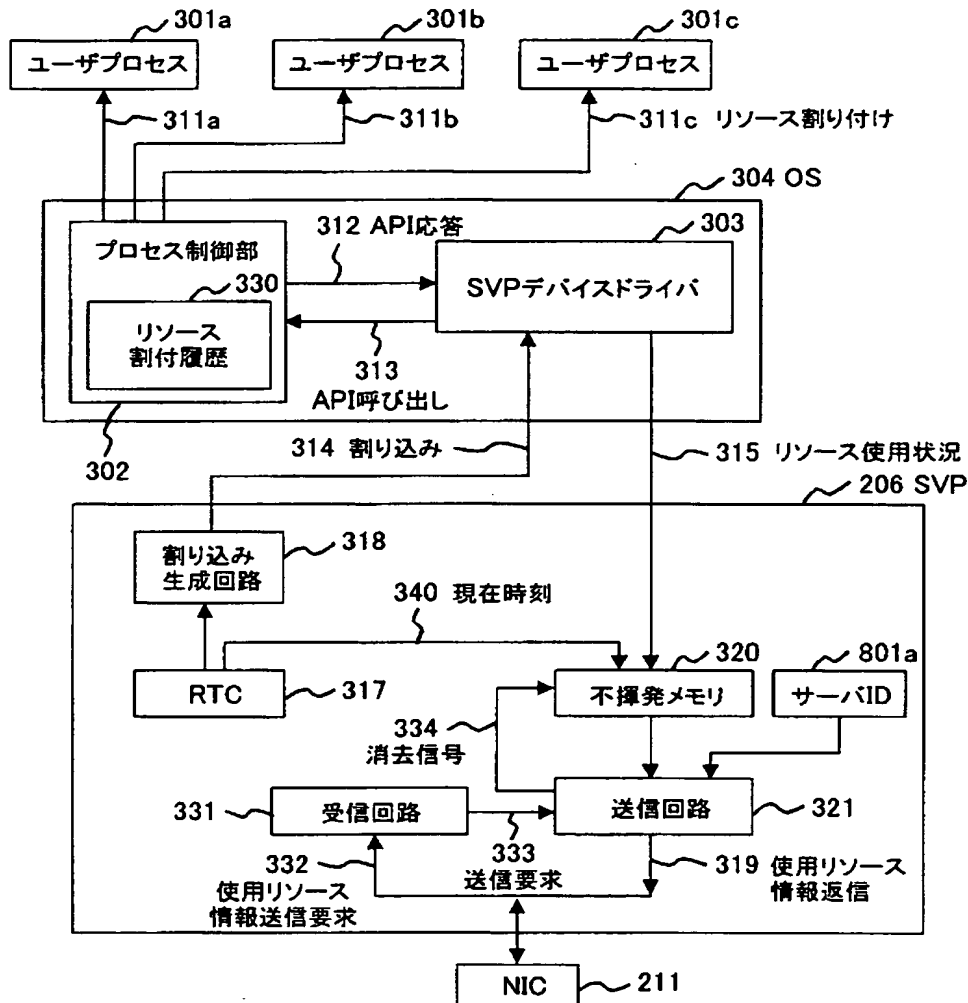 301a
301b
301c
ユーザプロセス
ユーザプロセス
ユーザプロセス
311a
311b
311c リソース割り付け
304 OS
プロセス制御部
312 API応答
303
330
SVPデバイスドライバ
リソース
割付履歴
313
API呼び出し
302
314 割り込み
315 リソース使用状況
206 SVP
割り込み
生成回路
318
340 現在時刻
RTC
317
320
801a
不揮発メモリ
サーバID
334
消去信号
331
受信回路
送信回路
321
332
使用リソース
情報送信要求
333
送信要求
319 使用リソース
情報返信
NIC
211